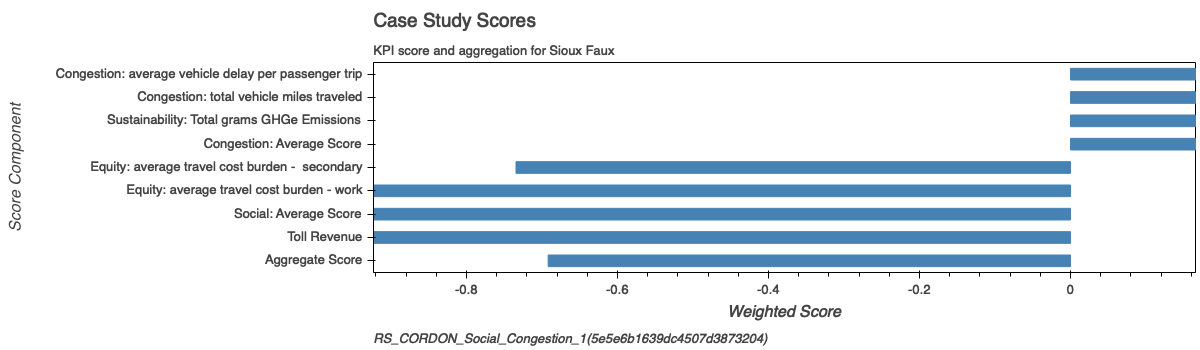 Case Study Scores
KPI score and aggregation for Sioux Faux
Score Component
Congestion: average vehicle delay per passenger trip
Congestion: total vehicle miles traveled
Sustainability: Total grams GHGe Emissions
Congestion: Average Score
Equity: average travel cost burden -  secondary
Equity: average travel cost burden - work
Social: Average Score
Toll Revenue
Aggregate Score
-0.8 -0.6 -0.4 -0.2 0
Weighted Score
RS_CORDON_Social_Congestion_1(5e5e6b1639dc4507d3873204)